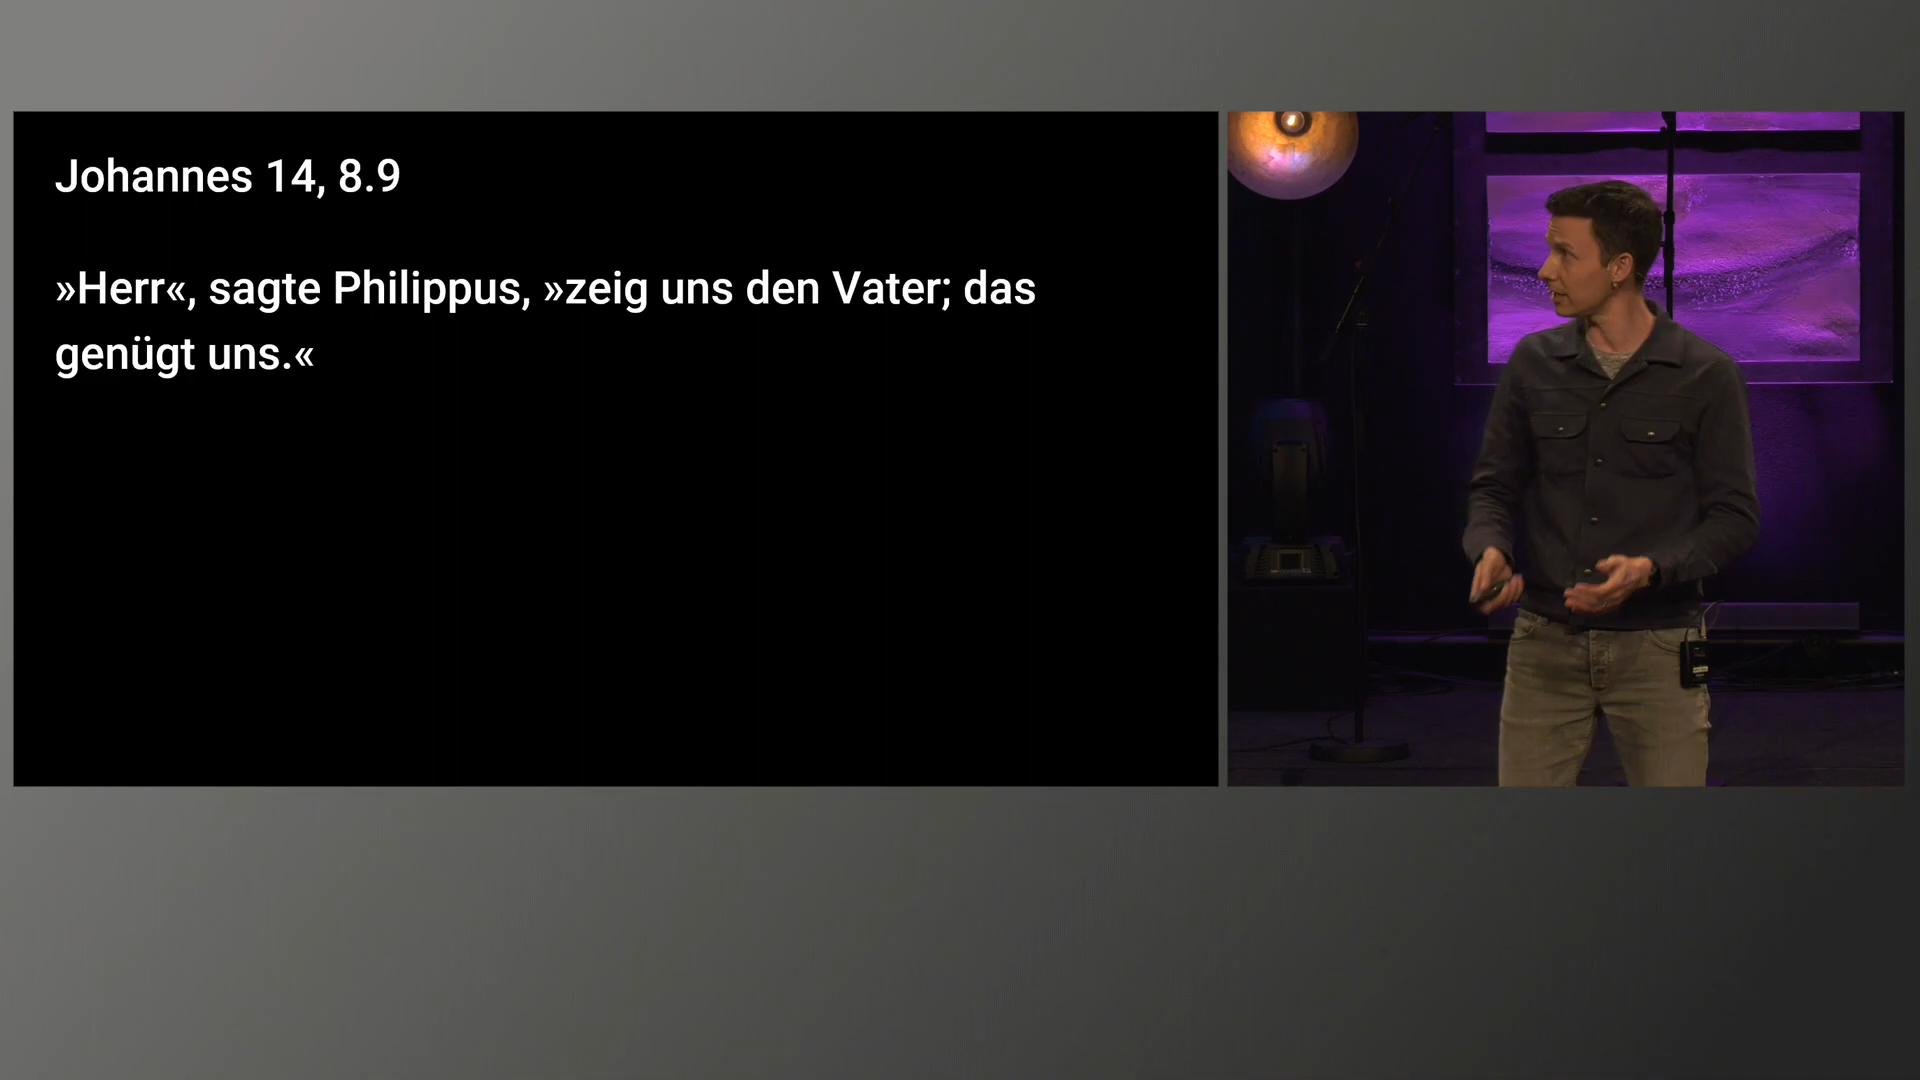 Johannes 14, 8.9
»Herr«, sagte Philippus, »zeig uns den Vater; das
genügt uns.«